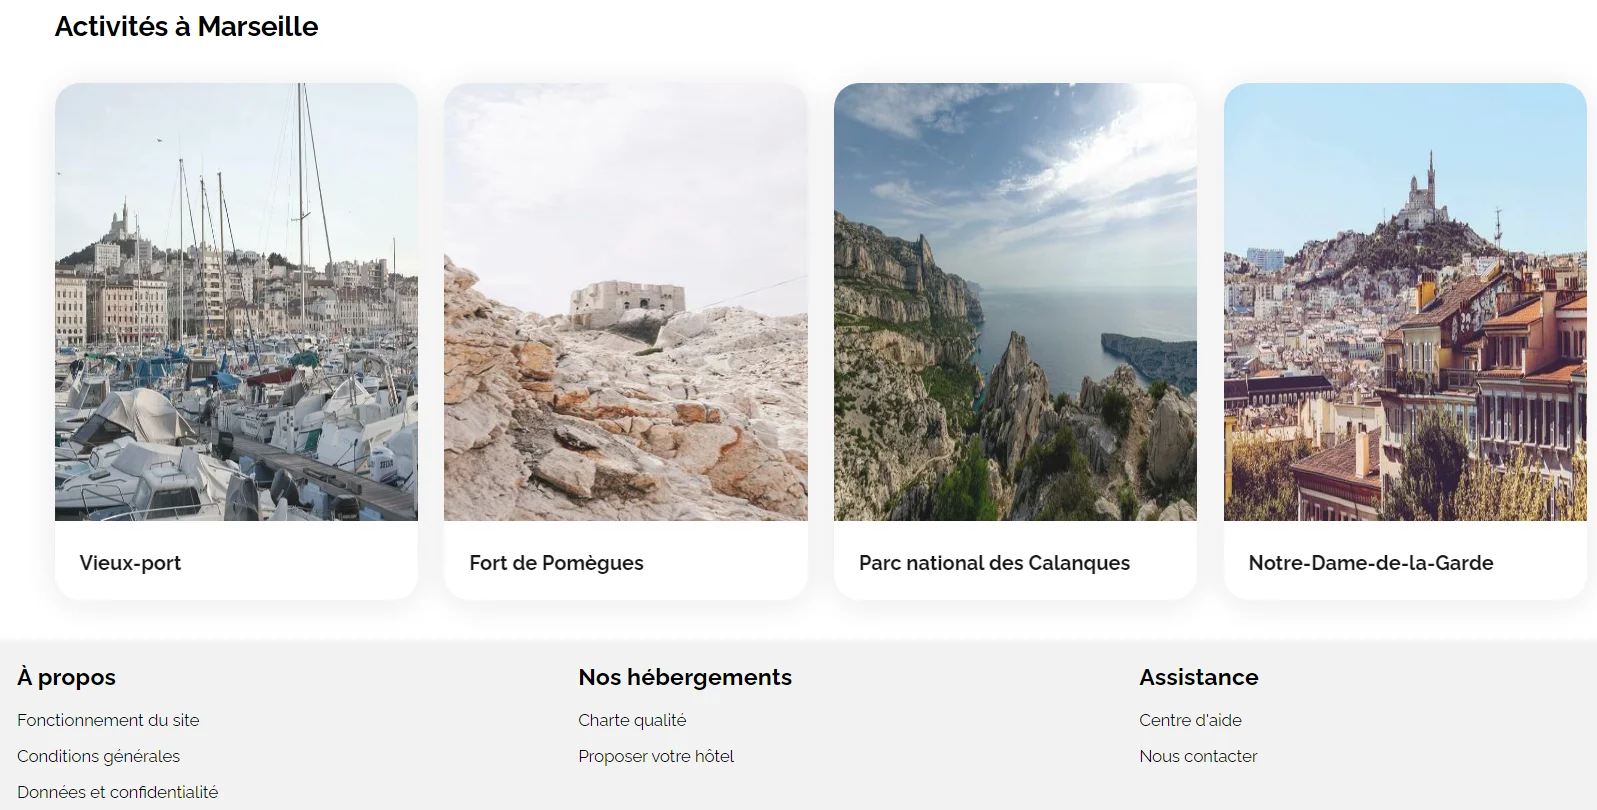 Activités à Marseille
Vieux-port
Fort de Pomègues
Parc national des Calanques
Notre-Dame-de-la-Garde
À propos
Fonctionnement du site
Conditions générales
Données et confidentialité
Nos hébergements
Charte qualité
Proposer votre hôtel
Assistance
Centre d'aide
Nous contacter